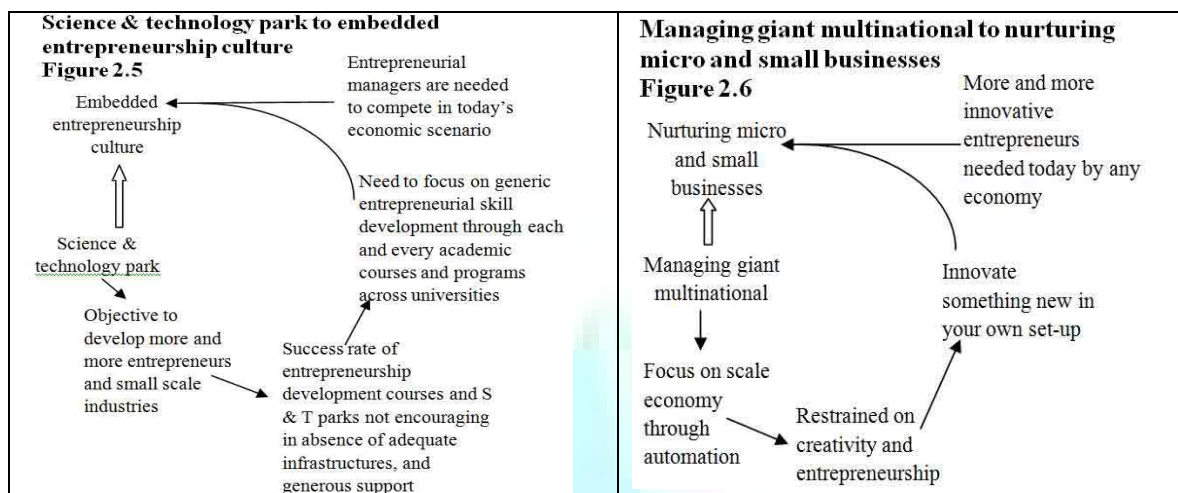 Science & technology park to embedded
entrepreneurship culture
Figure 2.5
Entrepreneurial
managers are needed
to compete in today's
economic scenario
Embedded
entrepreneurship
culture
Need to focus on generic
entrepreneurial skill
development through each
and every academic
courses and programs
across universities
Science &
technology park
Objective to
develop more and
more entrepreneurs
and small scale
industries
Success rate of
entrepreneurship
development courses and S
& T parks not encouraging
in absence of adequate
infrastructures, and
generous support
Managing giant multinational to nurturing
micro and small businesses
Figure 2.6
More and more
innovative
entrepreneurs
needed today by any
economy
Nurturing micro
and small
businesses
Managing giant
multinational
Innovate
something new in
your own set-up
Focus on scale
economy
through
automation
Restrained on
creativity and
entrepreneurship